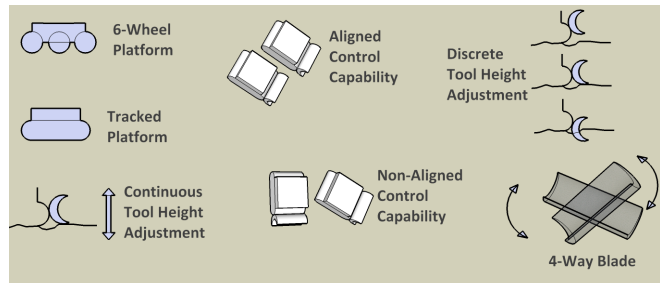 6-Wheel
Platform
Aligned
Control
Capability
Discrete
Tool Height
Adjustment
Tracked
Platform
Continuous
Tool Height
Adjustment
Non-Aligned
Control
Capability
4-Way Blade